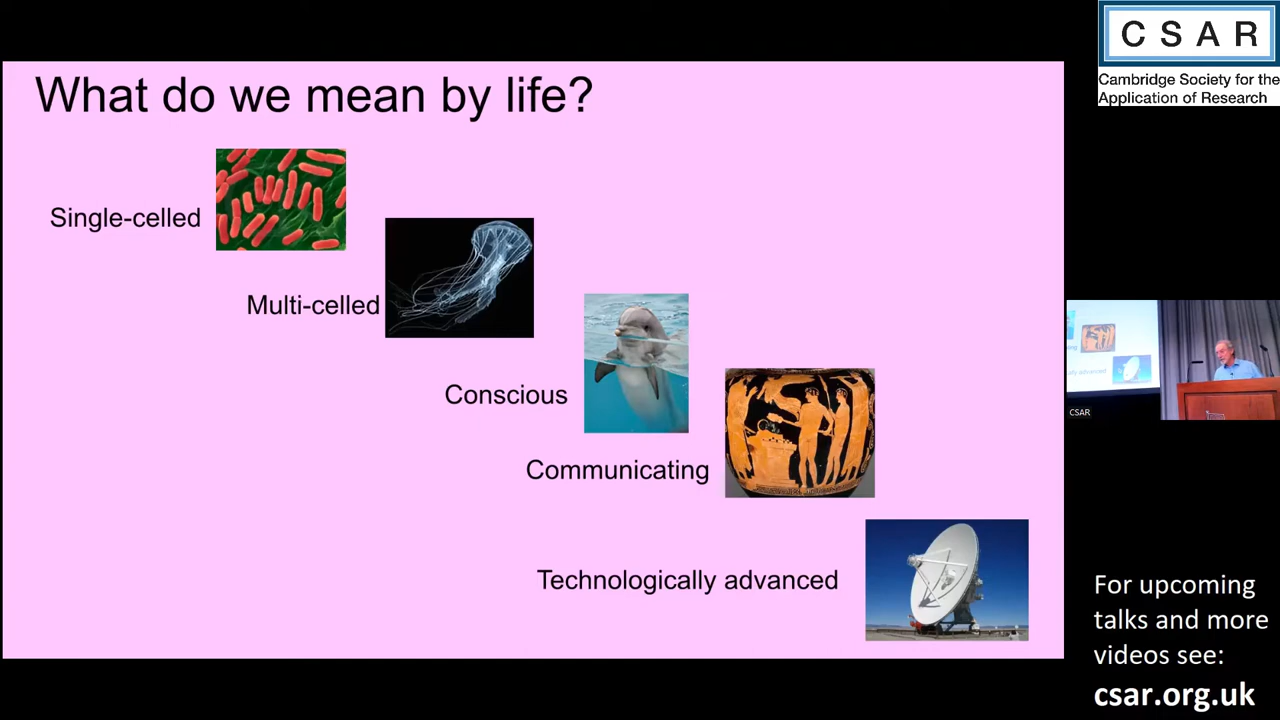 What do we mean by life?
Single-celled
Multi-celled
Conscious
Communicating
Technologically advanced
CSAR
Cambridge Society for the
Application of Research
CSAR
For upcoming
talks and more
videos see:
csar.org.uk